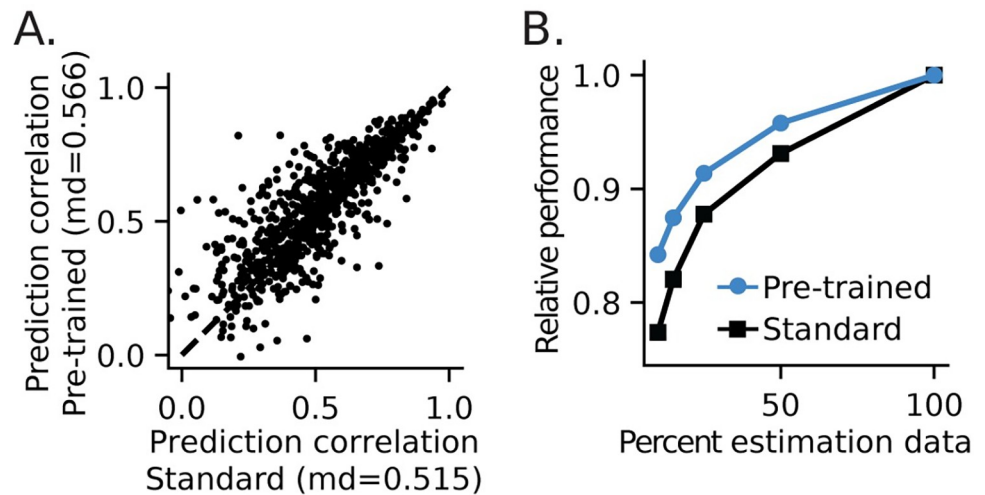 A.
Prediction correlation
Pre-trained (md=0.566)
1.0
0.5
0.0
0.0 0.5 1.0
Prediction correlation
Standard (md=0.515)
B.
Relative performance
1.0
0.9
0.8
Pre-trained
Standard
50 100
Percent estimation data